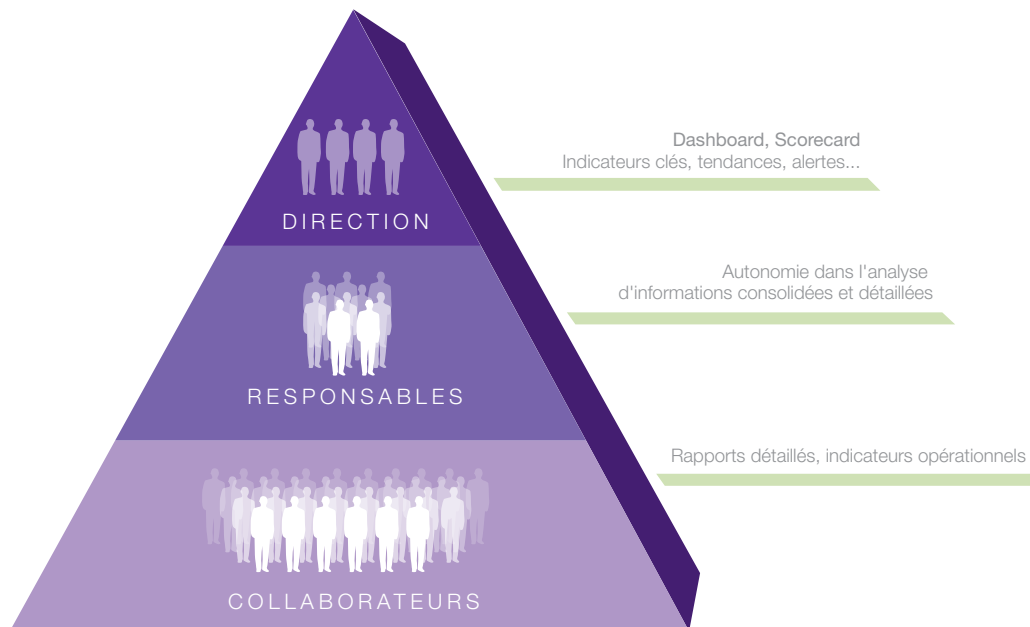 Dashboard, Scorecard
Indicateurs clés, tendances, alertes...
DIRECTION
Autonomie dans l'analyse
d'informations consolidées et détaillées
RESPONSABLES
Rapports détaillés, indicateurs opérationnels
COLLABORATEURS